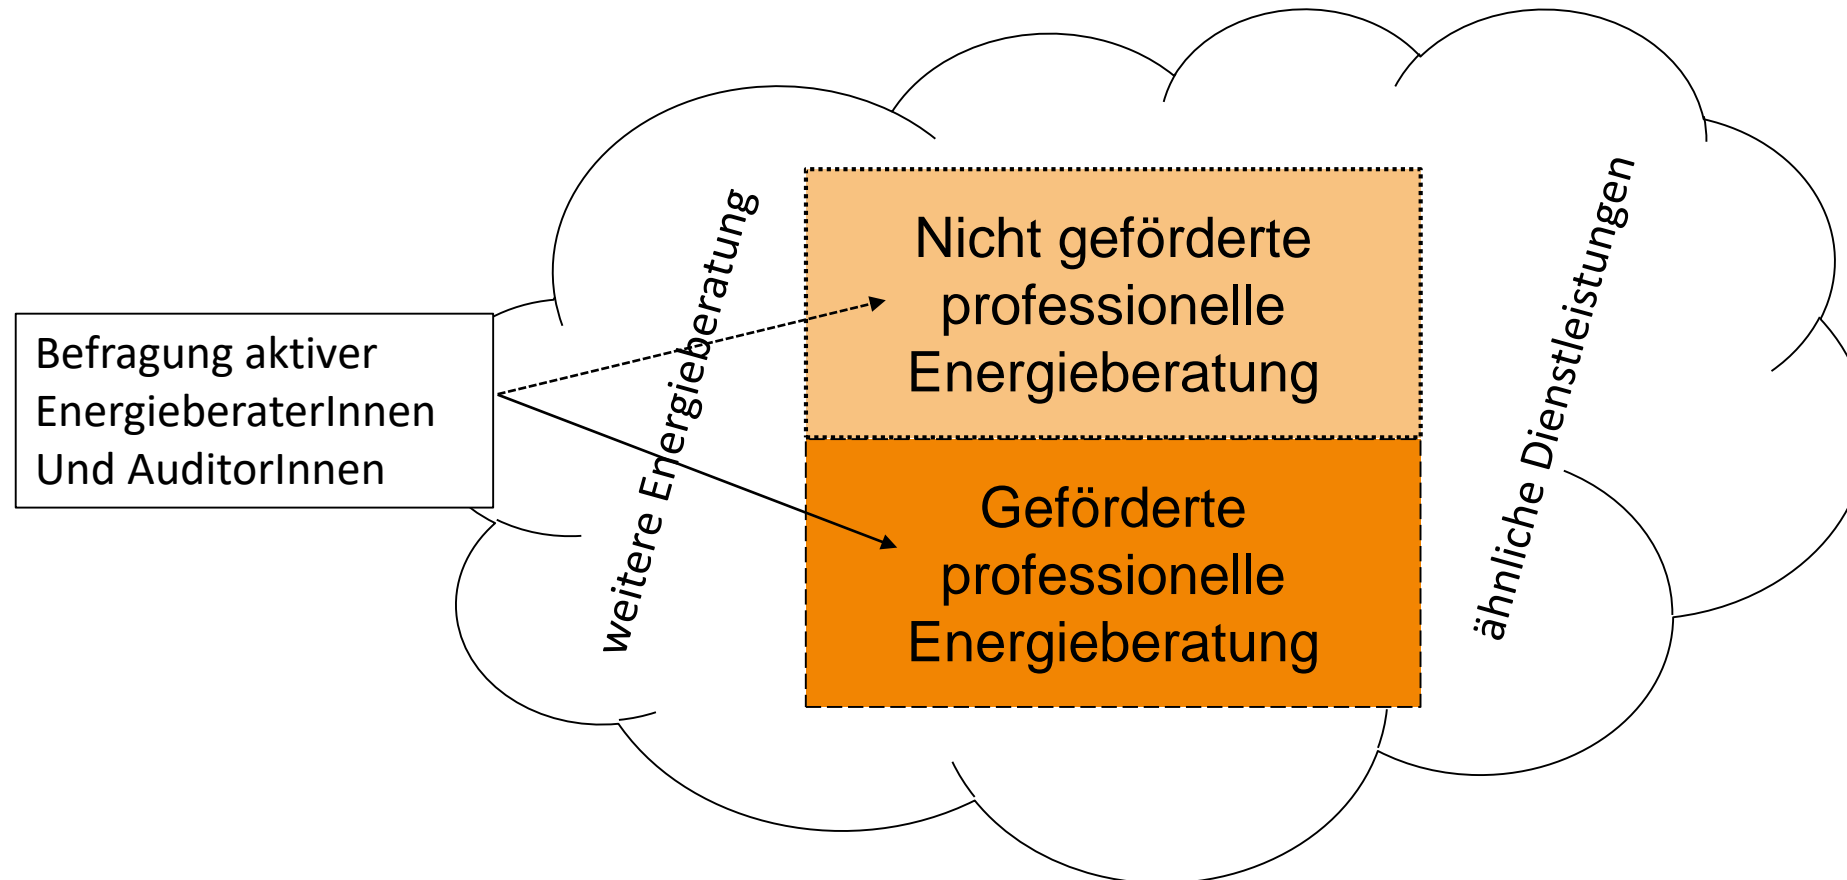 Befragung aktiver
EnergieberaterInnen
Und AuditorInnen
weitere Energieberatung
Nicht geförderte
professionelle
Energieberatung
Geförderte
professionelle
Energieberatung
ähnliche Dienstleistungen